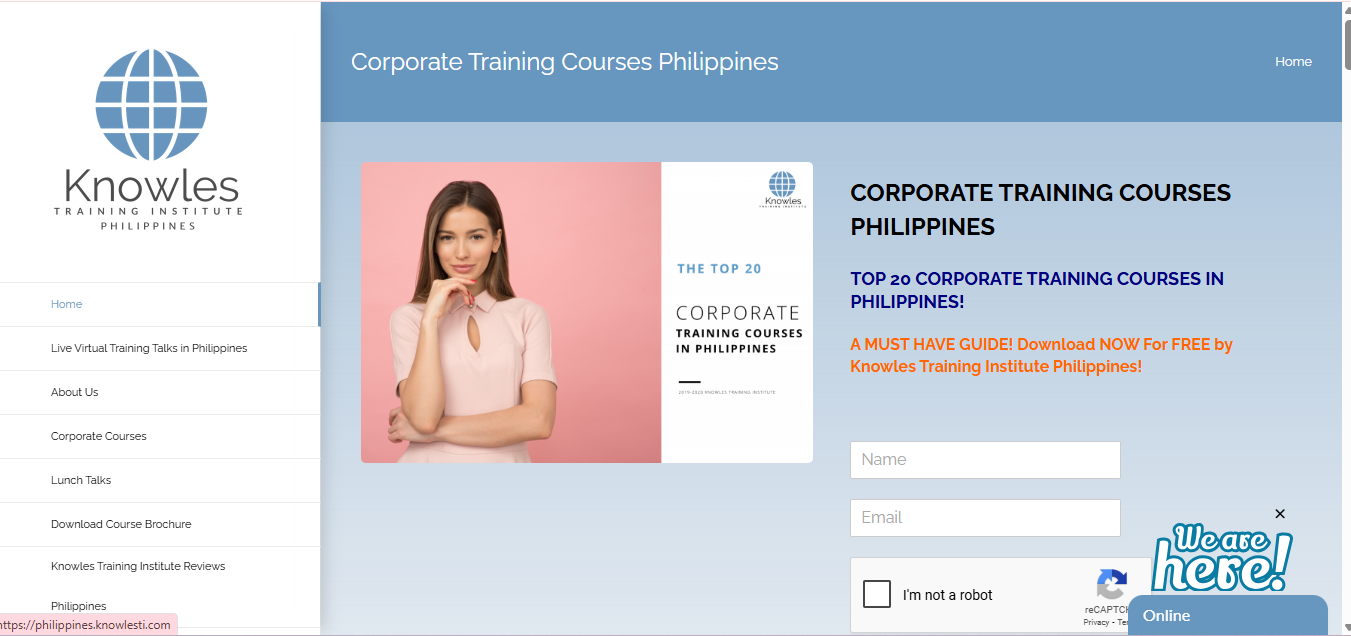 Knowles
TRAINING INSTITUTE
PHILIPPINES
Home
Live Virtual Training Talks in Philippines
About Us
Corporate Courses
Lunch Talks
Download Course Brochure
Knowles Training Institute Reviews
Philippines
https://philippines.knowlesti.com
Corporate Training Courses Philippines
Home
Knowles
TRAINING INSTITUTE
THE TOP 20
CORPORATE
TRAINING COURSES
IN PHILIPPINES
2019-2020 KNOWLES TRAINING INSTITUTE
CORPORATE TRAINING COURSES
PHILIPPINES
TOP 20 CORPORATE TRAINING COURSES IN
PHILIPPINES!
A MUST HAVE GUIDE! Download NOW For FREE by
Knowles Training Institute Philippines!
Name
Email
I'm not a robot
reCAPTCH
Privacy - Ter
We are
here!
Online